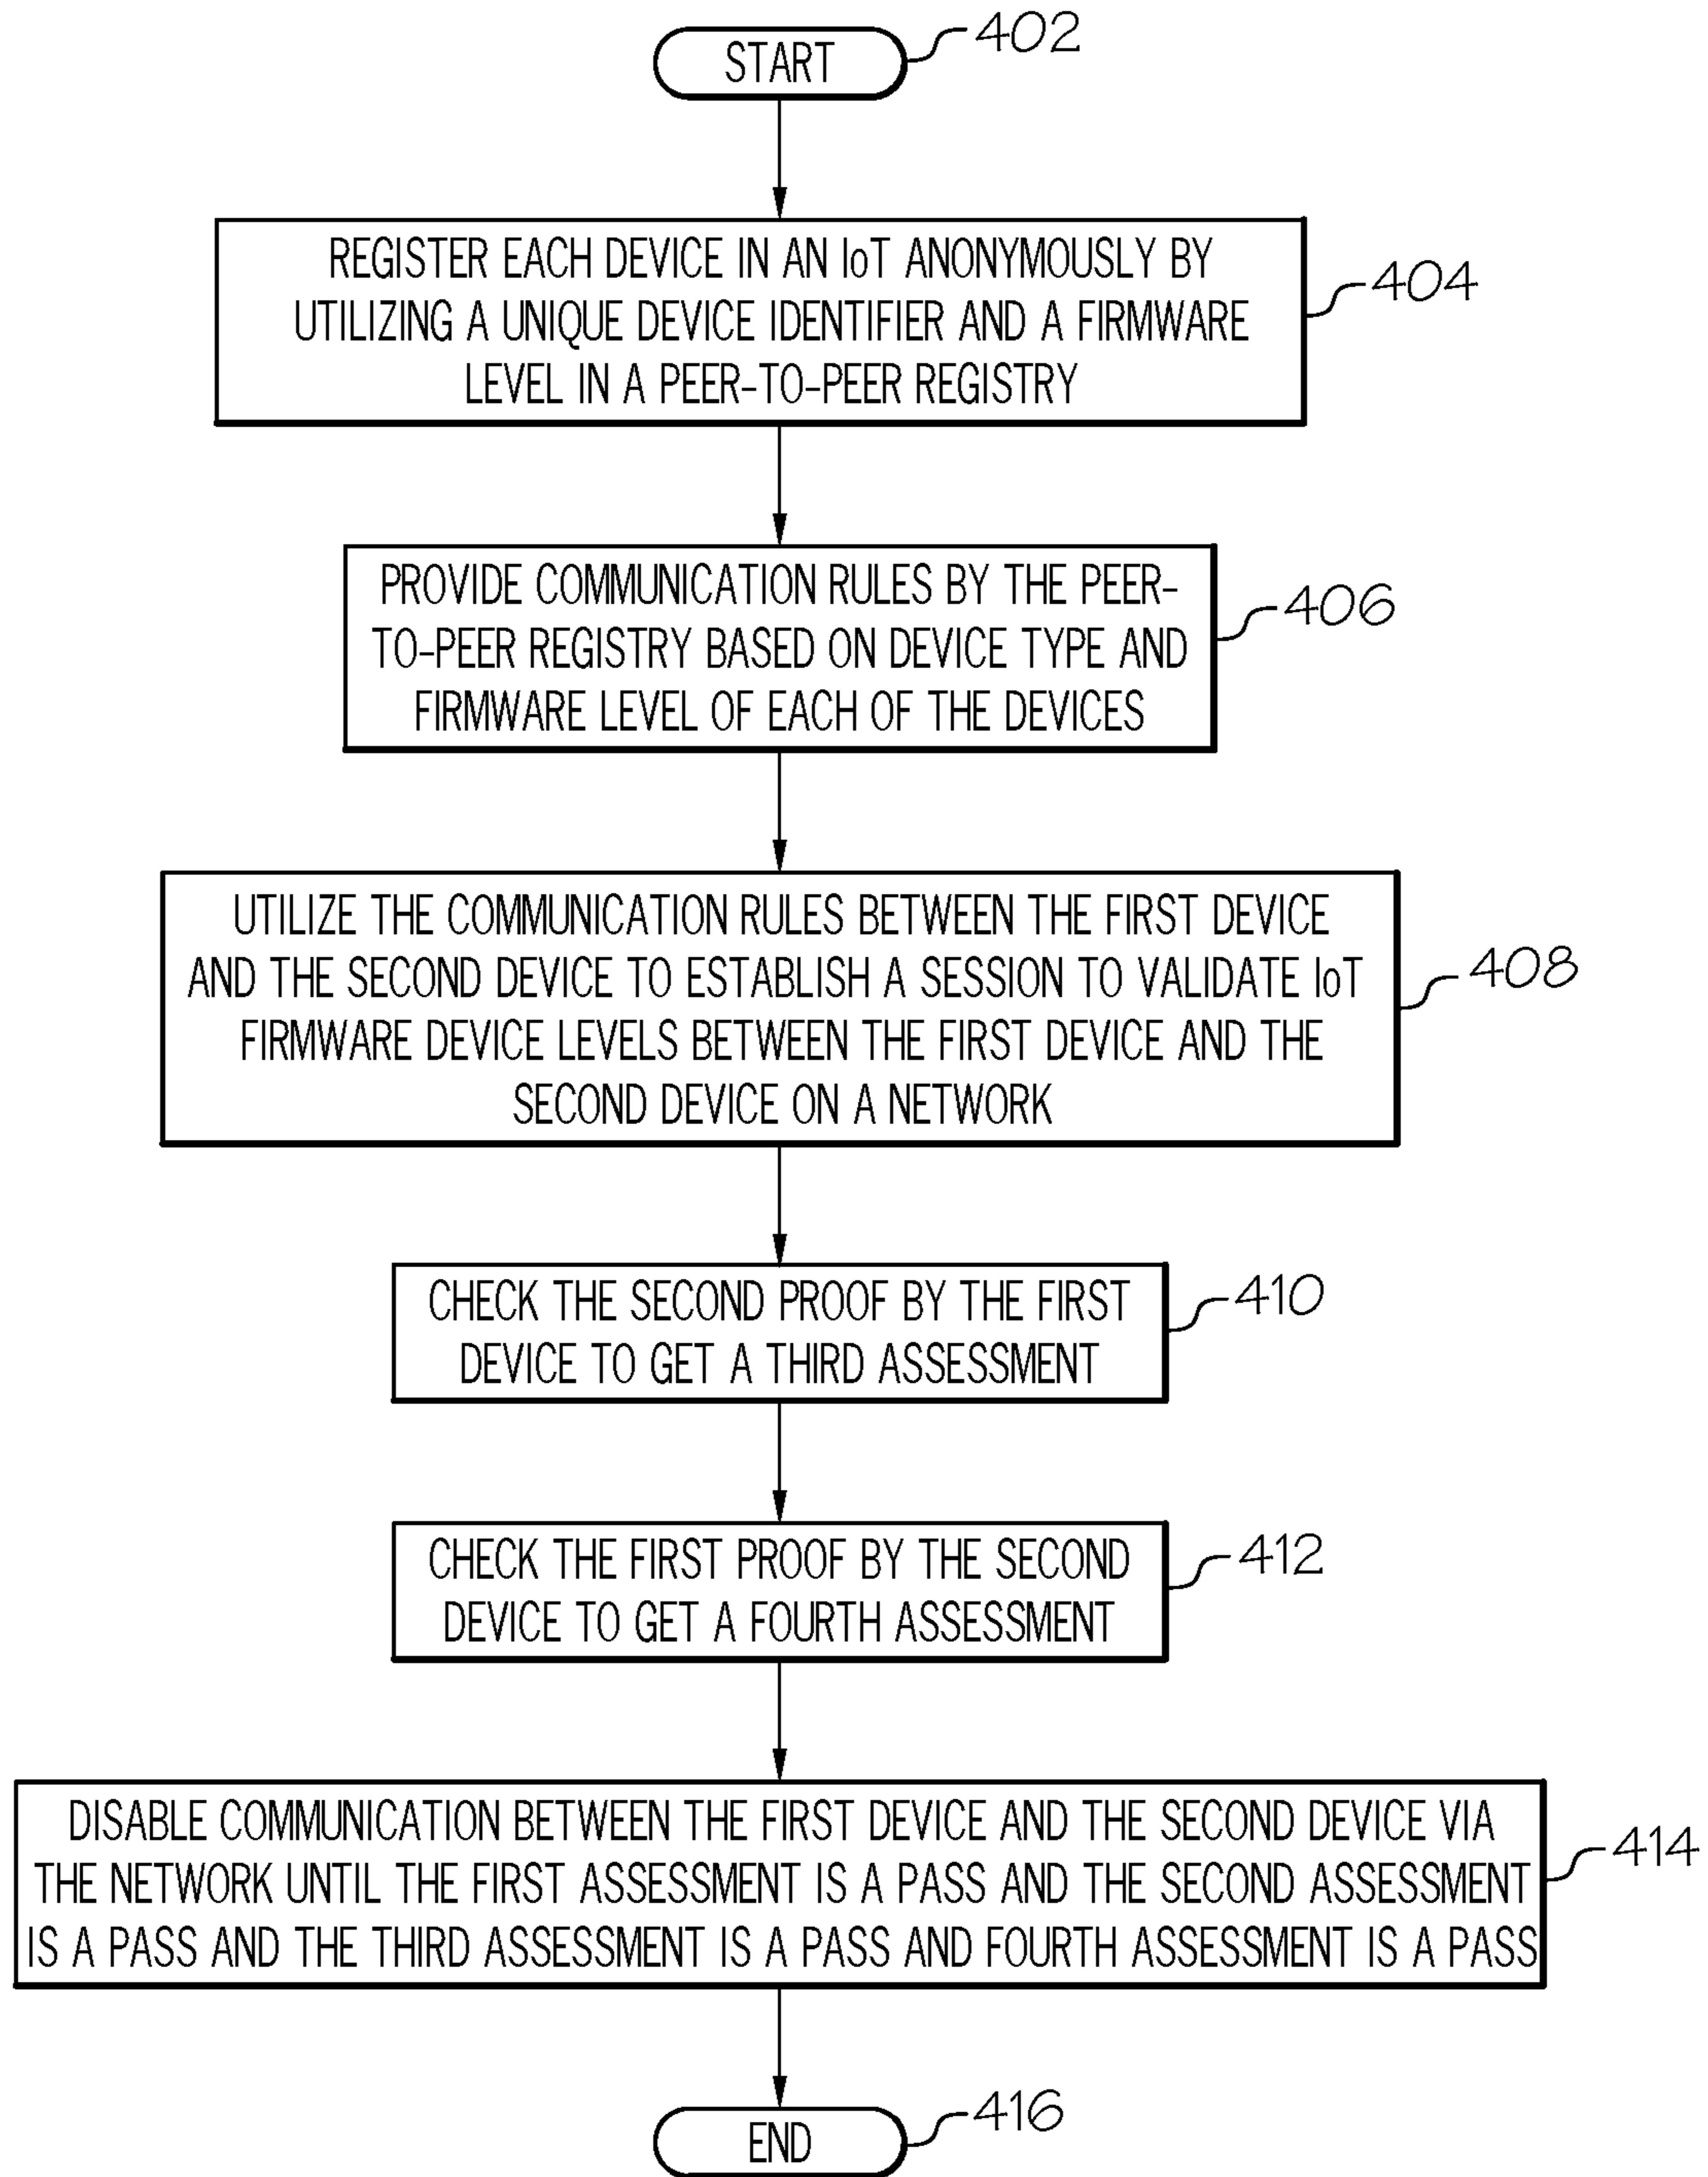 START
402
REGISTER EACH DEVICE IN AN IoT ANONYMOUSLY BY
UTILIZING A UNIQUE DEVICE IDENTIFIER AND A FIRMWARE
LEVEL IN A PEER-TO-PEER REGISTRY
404
PROVIDE COMMUNICATION RULES BY THE PEER-
TO-PEER REGISTRY BASED ON DEVICE TYPE AND
FIRMWARE LEVEL OF EACH OF THE DEVICES
406
UTILIZE THE COMMUNICATION RULES BETWEEN THE FIRST DEVICE
AND THE SECOND DEVICE TO ESTABLISH A SESSION TO VALIDATE IoT
FIRMWARE DEVICE LEVELS BETWEEN THE FIRST DEVICE AND THE
SECOND DEVICE ON A NETWORK
408
CHECK THE SECOND PROOF BY THE FIRST
DEVICE TO GET A THIRD ASSESSMENT
410
CHECK THE FIRST PROOF BY THE SECOND
DEVICE TO GET A FOURTH ASSESSMENT
412
DISABLE COMMUNICATION BETWEEN THE FIRST DEVICE AND THE SECOND DEVICE VIA
THE NETWORK UNTIL THE FIRST ASSESSMENT IS A PASS AND THE SECOND ASSESSMENT
IS A PASS AND THE THIRD ASSESSMENT IS A PASS AND FOURTH ASSESSMENT IS A PASS
414
END
416